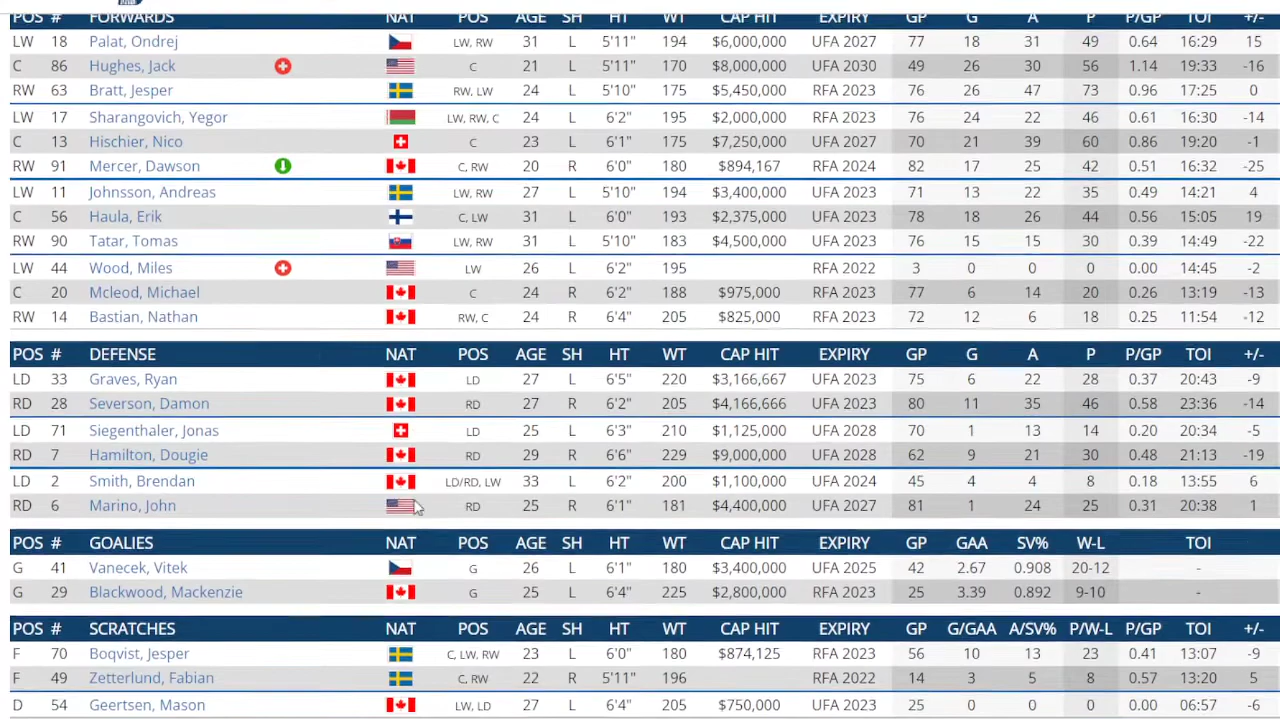 POS # FORWARDS NAT POS AGE SH HT WT CAP HIT EXPIRY GP G A P P/GP TOI +/-
LW 18 Palat, Ondrej LW, RW 31 L 5'11" 194 $6,000,000 UFA 2027 77 18 31 49 0.64 16:29 15
C 86 Hughes, Jack C 21 L 5'11" 170 $8,000,000 RFA 2030 49 26 30 1.14 19:33
RW 63 Bratt, Jesper RW, LW 24 L 5'10" 175 $5,450,000 RFA 2023 76 26 47 73 0.96 17:25 0
LW 17 Sharangovich, Yegor LW, RW, C 24 L 6'2" 195 $2,000,000 RFA 2023 76 24 22 46 0.61 16:30 -14
C 13 Hischier, Nico C 23 L 6'1" 175 $7,250,000 UFA 2027 70 21 39 60 0.86 19:20 -1
RW 91 Mercer, Dawson C, RW 20 R 6'0" 180 $894,167 RFA 2024 82 17 25 42 0.51 16:32 -25
LW 11 Johnsson, Andreas LW, RW 27 L 5'10" 194 $3,400,000 UFA 2023 71 13 22 0.49 14:21 4
C 56 Haula, Erik C, LW 31 L 6'0" 193 $2,375,000 UFA 2023 78 18 26 0.56 15:05 19
RW 90 Tatar, Tomas LW, RW 31 L 5'10" 183 $4,500,000 UFA 2023 76 15 15 0.39 14:49 -22
LW 44 Wood, Miles LW 26 L 6'2" 195 RFA 2022 3 0 0 0.00 14:45 -2
C 20 Mcleod, Michael C 24 R 6'2" 188 $975,000 RFA 2023 77 6 14 0.26 13:19 -13
RW 14 Bastian, Nathan RW, C 24 R 6'4" 205 $825,000 RFA 2023 72 12 6 0.25 11:54 -12
POS # DEFENSE NAT POS AGE SH HT WT CAP HIT EXPIRY GP G A P P/GP TOI +/-
LD 33 Graves, Ryan LD 27 L 6'5" 220 $3,166,667 UFA 2023 75 6 22 0.37 20:43 -9
RD 28 Severson, Damon RD 27 R 6'2" 205 $4,166,666 UFA 2023 80 11 35 46 0.58 23:36 -14
LD 71 Siegenthaler, Jonas LD 25 L 6'3" 210 $1,125,000 UFA 2028 70 1 13 14 0.20 20:34 -5
RD 7 Hamilton, Dougie RD 29 R 6'6" 229 $9,000,000 UFA 2028 62 9 21 0.48 21:13 -19
LD 2 Smith, Brendan LD/RD, LW 33 L 6'2" 200 $1,100,000 UFA 2024 45 4 4 0.18 13:55 6
RD 6 Marino, John RD 25 R 6'1" 181 $4,400,000 UFA 2027 81 1 24 0.31 20:38 1
POS # GOALIES NAT POS AGE SH HT WT CAP HIT EXPIRY GP GAA SV% W-L TOI
G 41 Vanecek, Vitek G 26 L 6'1" 180 $3,400,000 UFA 2025 42 2.67 0.908 20-12 -
G 29 Blackwood, Mackenzie G 25 L 6'4" 225 $2,800,000 RFA 2023 25 3.39 0.892 9-10 -
POS # SCRATCHES NAT POS AGE SH HT WT CAP HIT EXPIRY GP G/GAA A/SV% P/W-L P/GP TOI +/-
F 70 Boqvist, Jesper C, LW, RW 23 L 6'0" 180 $874,125 RFA 2023 56 10 13 0.41 13:07 -9
F 49 Zetterlund, Fabian C, RW 22 R 5'11" 196 RFA 2022 14 3 5 0.57 13:20 5
D 54 Geertsen, Mason LW, LD 27 L 6'4" 205 $750,000 UFA 2023 25 0 0 0.00 06:57 -6